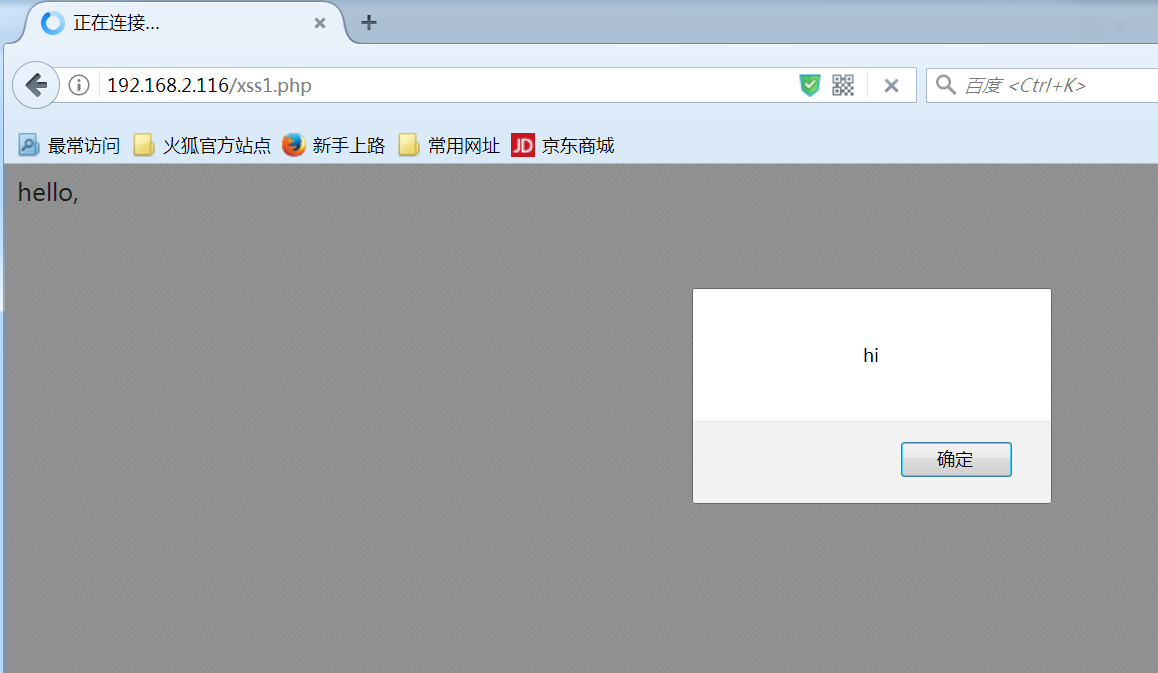 正在连接...
192.168.2.116/xss1.php
百度 <Ctrl+K>
最常访问 火狐官方站点 新手上路 常用网址 JD 京东商城
hello,
hi
确定